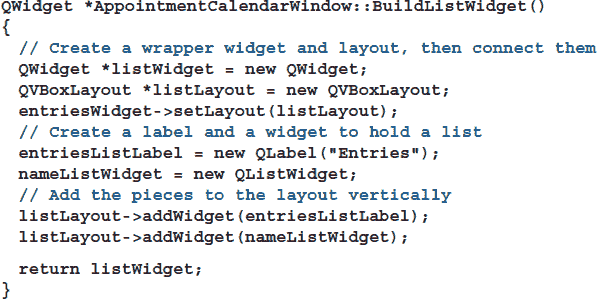 QWidget *AppointmentCalendarWindow::BuildListWidget()
{
// Create a wrapper widget and layout, then connect them
QWidget *listWidget = new QWidget;
QVBoxLayout *listLayout = new QVBoxLayout;
entriesWidget->setLayout(listLayout);
// Create a label and a widget to hold a list
entriesListLabel = new QLabel("Entries");
nameListWidget = new QListWidget;
// Add the pieces to the layout vertically
listLayout->addWidget(entriesListLabel);
listLayout->addWidget(nameListWidget);
return listWidget;
}